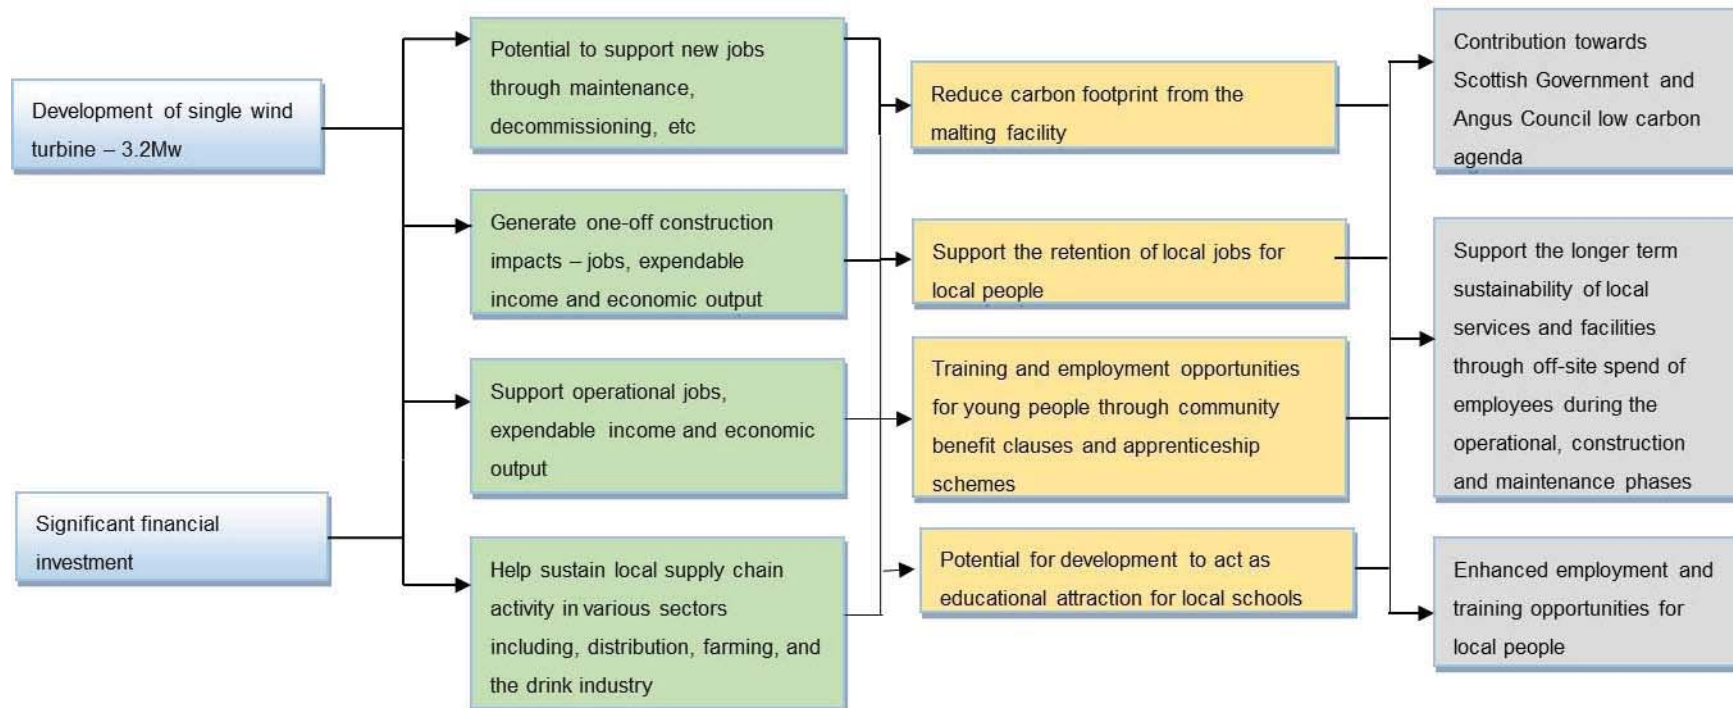 Development of single wind
turbine – 3.2Mw
Significant financial
investment
Potential to support new jobs
through maintenance,
decommissioning, etc
Generate one-off construction
impacts – jobs, expendable
income and economic output
Support operational jobs,
expendable income and economic
output
Help sustain local supply chain
activity in various sectors
including, distribution, farming, and
the drink industry
Reduce carbon footprint from the
malting facility
Support the retention of local jobs for
local people
Training and employment opportunities
for young people through community
benefit clauses and apprenticeship
schemes
Potential for development to act as
educational attraction for local schools
Contribution towards
Scottish Government and
Angus Council low carbon
agenda
Support the longer term
sustainability of local
services and facilities
through off-site spend of
employees during the
operational, construction
and maintenance phases
Enhanced employment and
training opportunities for
local people